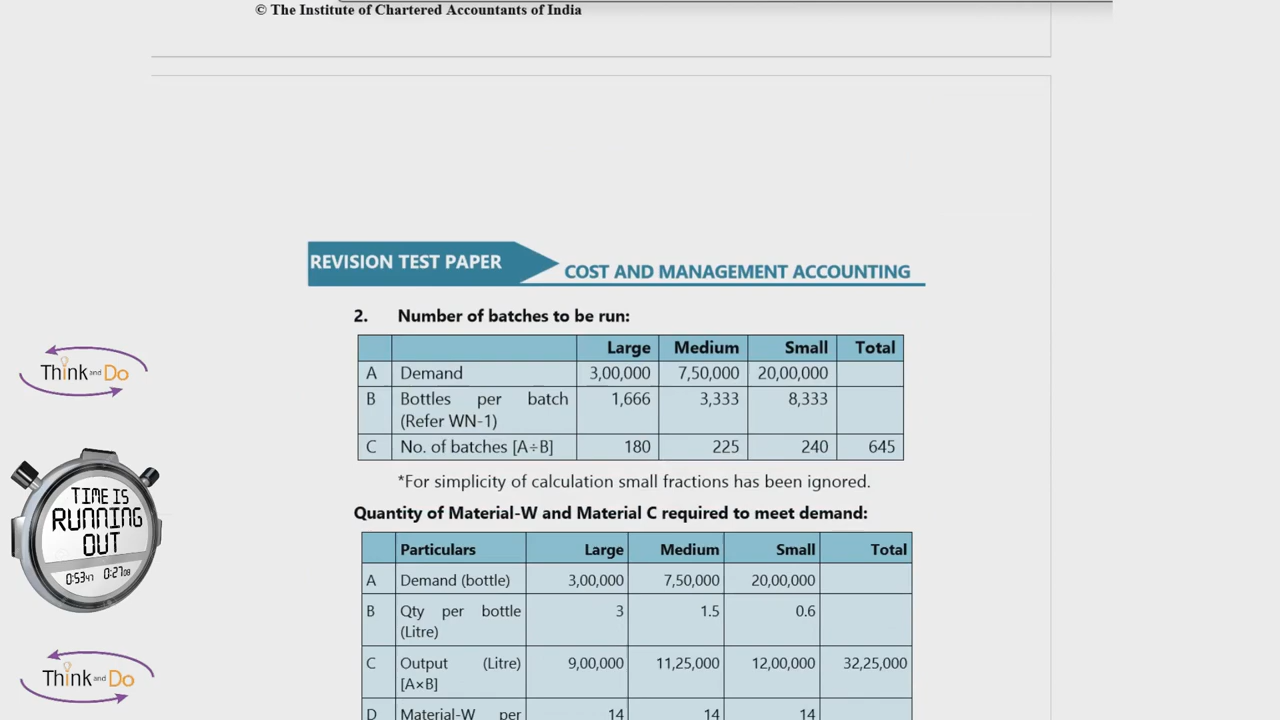 © The Institute of Chartered Accountants of India
REVISION TEST PAPER
COST AND MANAGEMENT ACCOUNTING
2. Number of batches to be run:
Large Medium Small Total
A Demand 3,00,000 7,50,000 20,00,000
B Bottles per batch 1,666 3,333 8,333
(Refer WN-1)
C No. of batches [A÷B] 180 225 240 645
*For simplicity of calculation small fractions has been ignored.
Quantity of Material-W and Material C required to meet demand:
Particulars Large Medium Small Total
A Demand (bottle) 3,00,000 7,50,000 20,00,000
B Qty per bottle 3 1.5 0.6
(Litre)
C Output (Litre) 9,00,000 11,25,000 12,00,000 32,25,000
[A×B]
D Material-W per 14 14 14
Think and Do
TIME IS
RUNNING
OUT
0:53 47 0:27 08
Think and Do